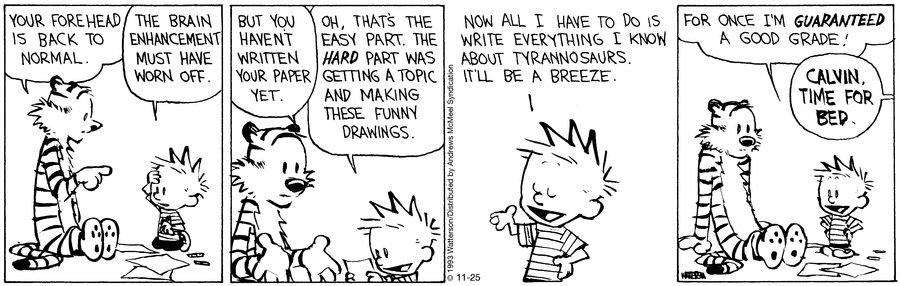 YOUR FOREHEAD
IS BACK TO
NORMAL.
THE BRAIN
ENHANCEMENT
MUST HAVE
WORN OFF.
BUT YOU
HAVEN'T
WRITTEN
YOUR PAPER
YET.
OH, THAT'S THE
EASY PART. THE
HARD PART WAS
GETTING A TOPIC
AND MAKING
THESE FUNNY
DRAWINGS.
© 1993 Watterson/Distributed by Andrews McMeel Syndication
11-25
NOW ALL I HAVE TO DO IS
WRITE EVERYTHING I KNOW
ABOUT TYRANNOSAURS.
IT'LL BE A BREEZE.
FOR ONCE I'M GUARANTEED
A GOOD GRADE!
CALVIN,
TIME FOR
BED.
WATTERSON